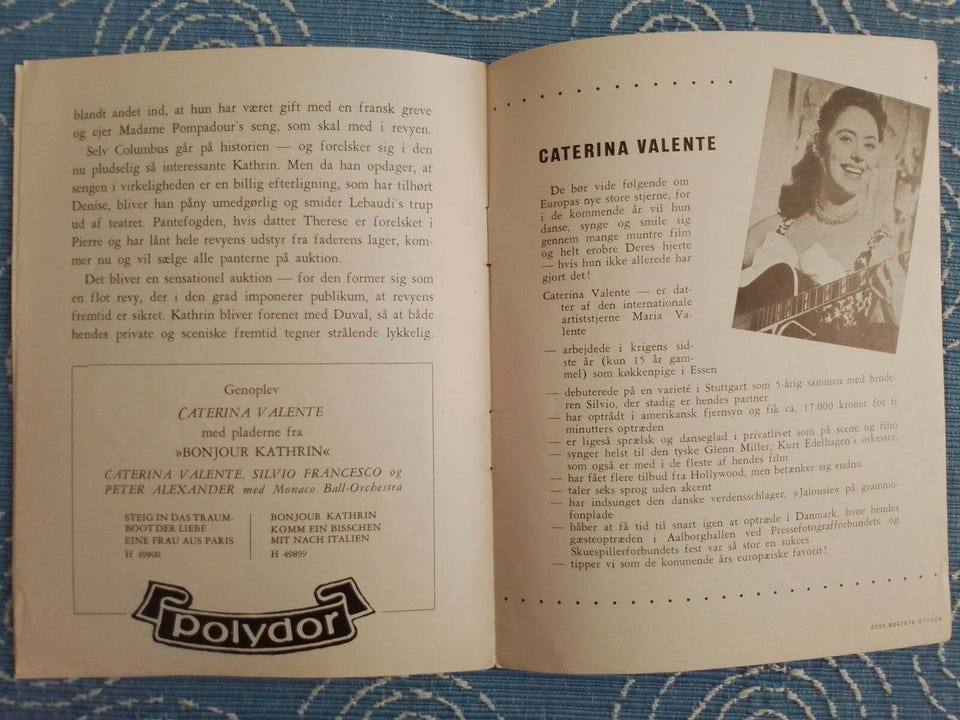 blandt andet ind, at hun har været gift med en fransk greve
og ejer Madame Pompadour's seng, som skal med i revyen.
Selv Columbus går på historien — og forelsker sig i den
nu pludselig så interessante Kathrin. Men da han opdager, at
sengen i virkeligheden er en billig efterligning, som har tilhørt
Denise, bliver han påny umedgørlig og smider Lebaudi's trup
ud af teatret. Pantefogden, hvis datter Therese er forelsket i
Pierre og har lånt hele revyens udstyr fra faderens lager, kom-
mer nu og vil sælge alle panterne på auktion.
Det bliver en sensationel auktion — for den former sig som
en flot revy, der i den grad imponerer publikum, at revyens
fremtid er sikret. Kathrin bliver forenet med Duval, så at både
hendes private og sceniske fremtid tegner strålende lykkelig.
Genoplev
CATERINA VALENTE
med pladerne fra
»BONJOUR KATHRIN«
CATERINA VALENTE, SILVIO FRANCESCO og
PETER ALEXANDER med Monaco Ball-Orchestra
STEIG IN DAS TRAUM-
BOOT DER LIEBE
EINE FRAU AUS PARIS
H 49900
BONJOUR KATHRIN
KOMM EIN BISSCHEN
MIT NACH ITALIEN
H 49899
polydor
CATERINA VALENTE
De bør vide følgende om
Europas nye store stjerne, for
i de kommende år vil hun
danse, synge og smile sig
gennem mange muntre film
og helt erobre Deres hjerte
— hvis hun ikke allerede har
gjort det!
Caterina Valente — er dat-
ter af den internationale
artiststjerne Maria Va-
lente
— arbejdede i krigens sid-
ste år (kun 15 år gam-
mel) som køkkenpige i Essen
— debuterede på en varieté i Stuttgart som 5-årig sammen med brode-
ren Silvio, der stadig er hendes partner
— har optrådt i amerikansk fjernsyn og fik ca. 17.000 kroner for ti
minutters optræden
— er ligeså sprælsk og danseglad i privatlivet som på scene og film
— synger helst til den tyske Glenn Miller, Kurt Edelhagen's orkester,
som også er med i de fleste af hendes film
— har fået flere tilbud fra Hollywood, men betænker sig endnu
— taler seks sprog uden akcent
— har indsunget den danske verdensschlager, »Jalousie« på grammo-
fonplade
— håber at få tid til snart igen at optræde i Danmark, hvor hendes
gæsteoptræden i Aalborghallen ved Pressefotografforbundets og
Skuespillerforbundets fest var så stor en sukces
— tipper vi som de kommende års europæiske favorit!
DYVA BOGTRYK